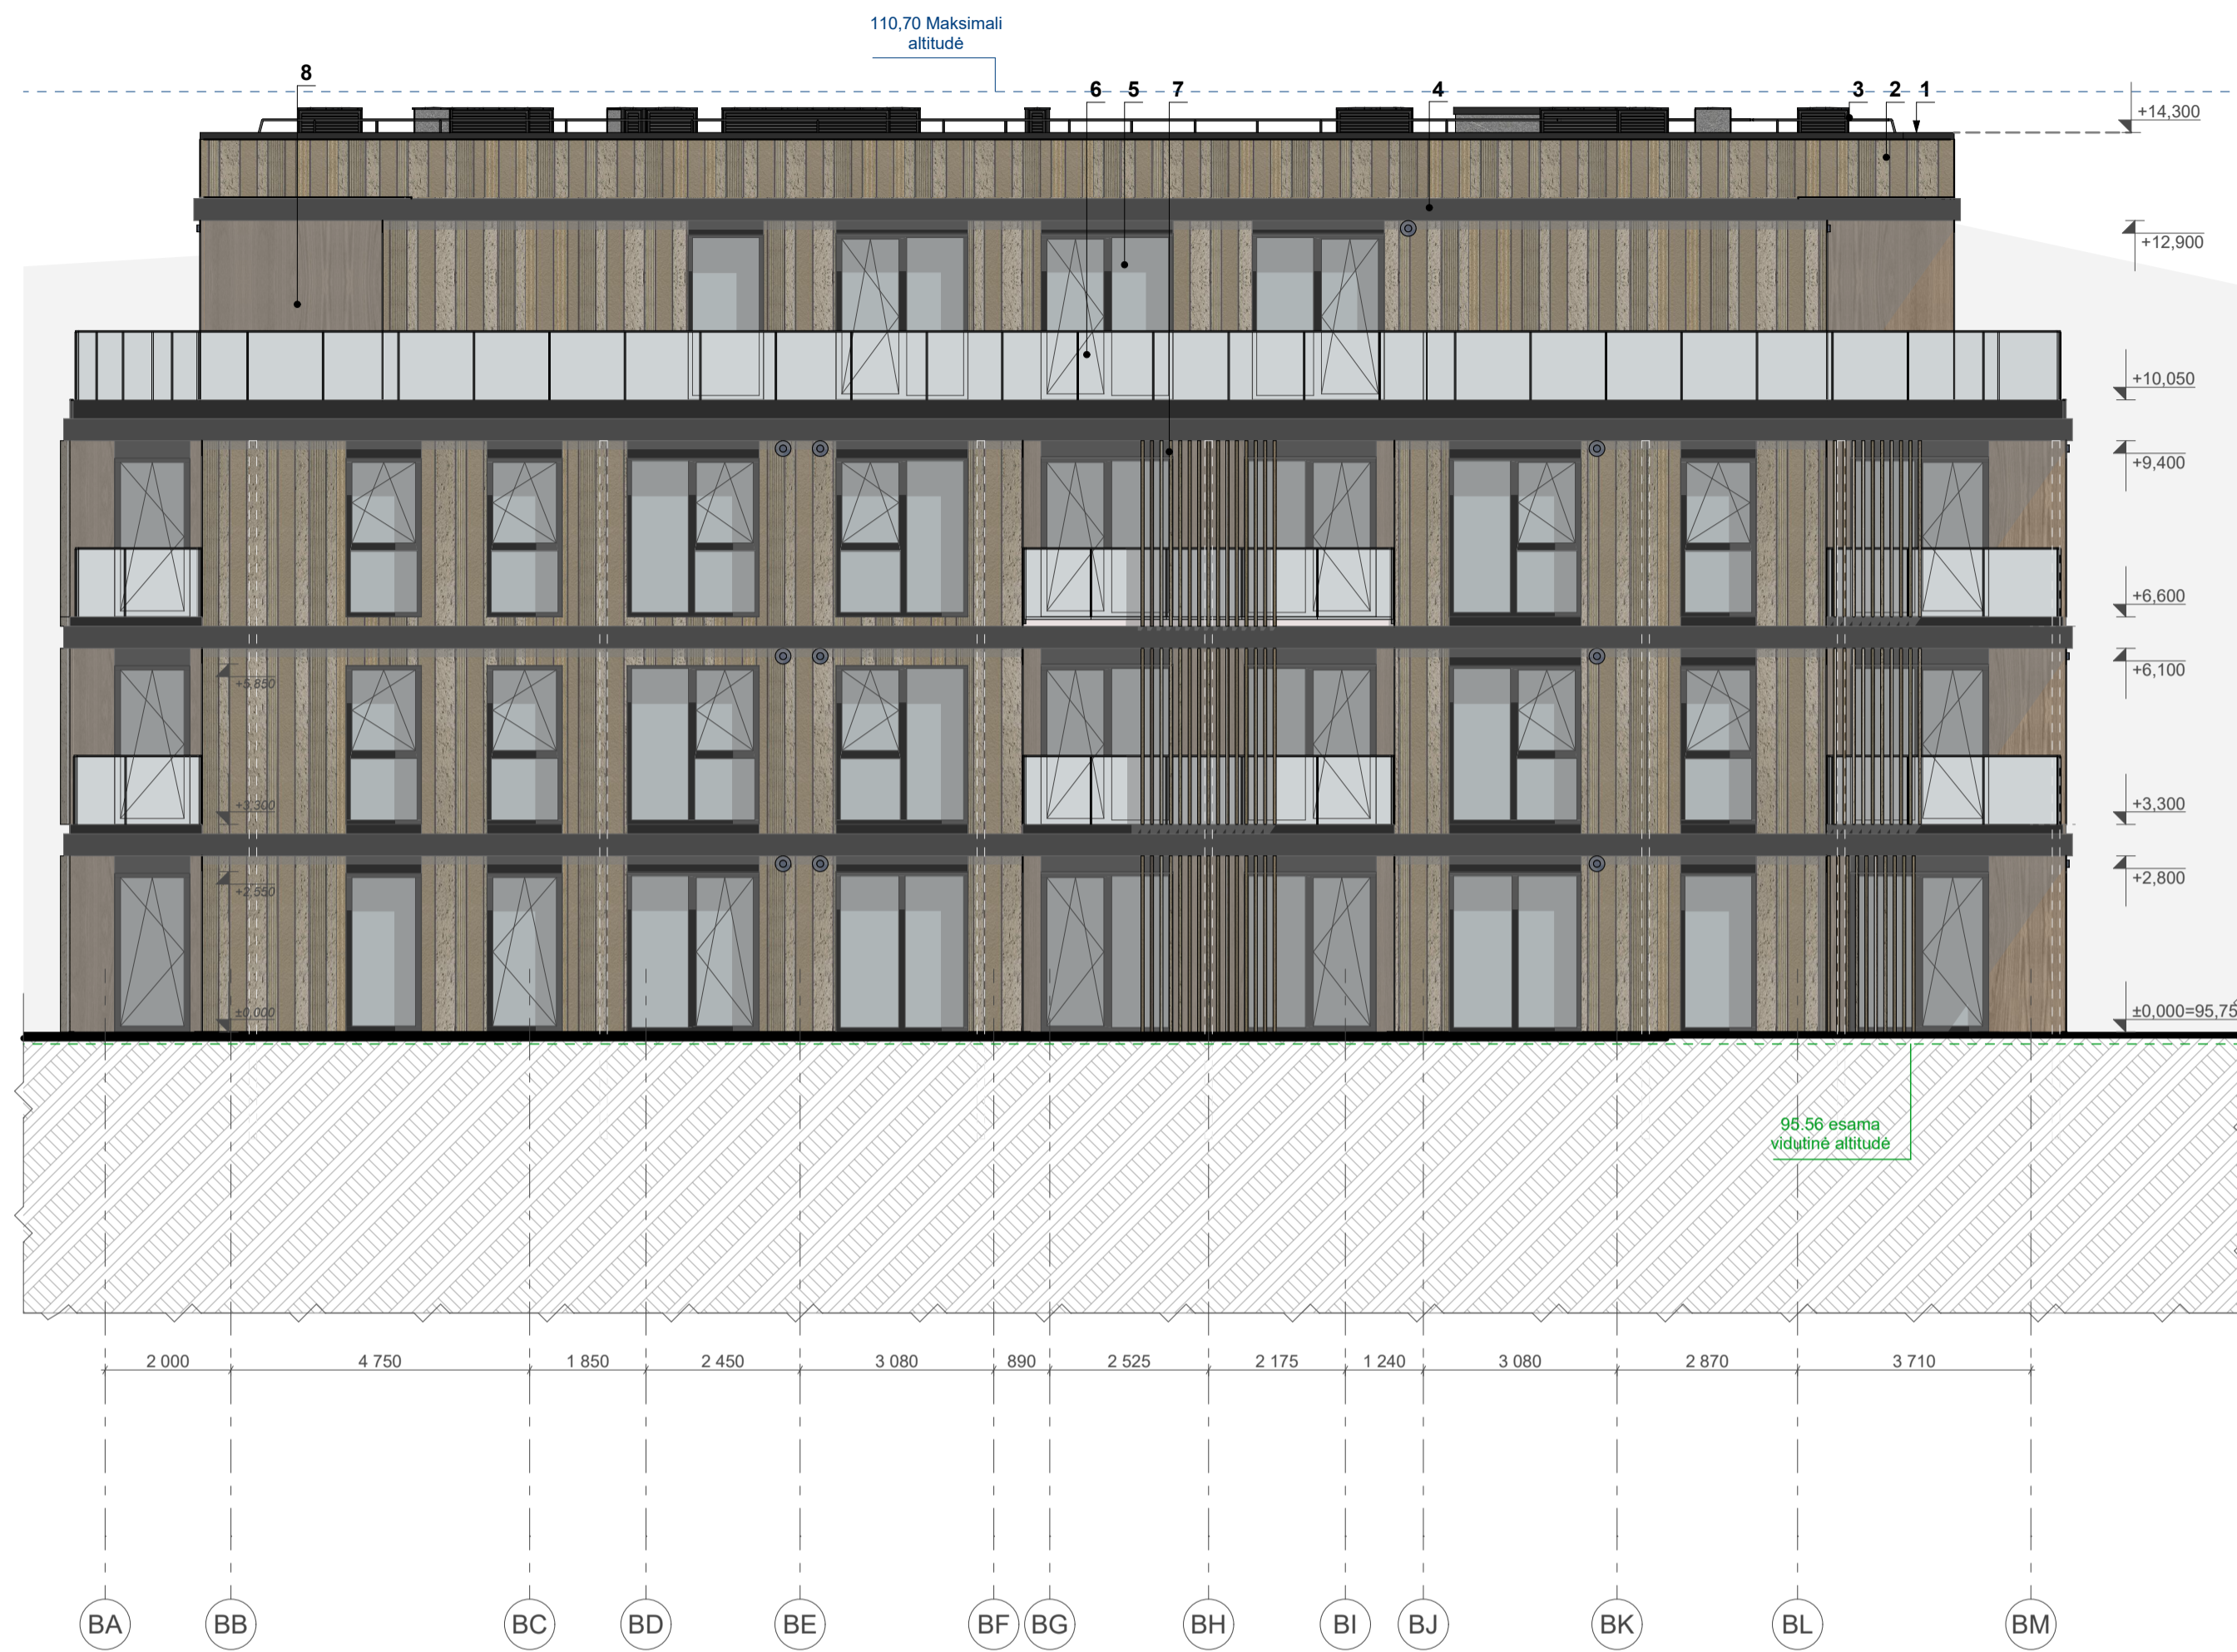 110,70 Maksimali
altitudė
8
6 5 7 4 3 2 1
+14,300
+12,900
+10,050
+9,400
+6,600
+6,100
+5,850
+3,300
+3,300
+2,800
+2,550
±0,000
±0,000=95,75
95.56 esama
vidutinė altitudė
2 000 4 750 1 850 2 450 3 080 890 2 525 2 175 1 240 3 080 2 870 3 710
BA BB BC BD BE BF BG BH BI BJ BK BL BM